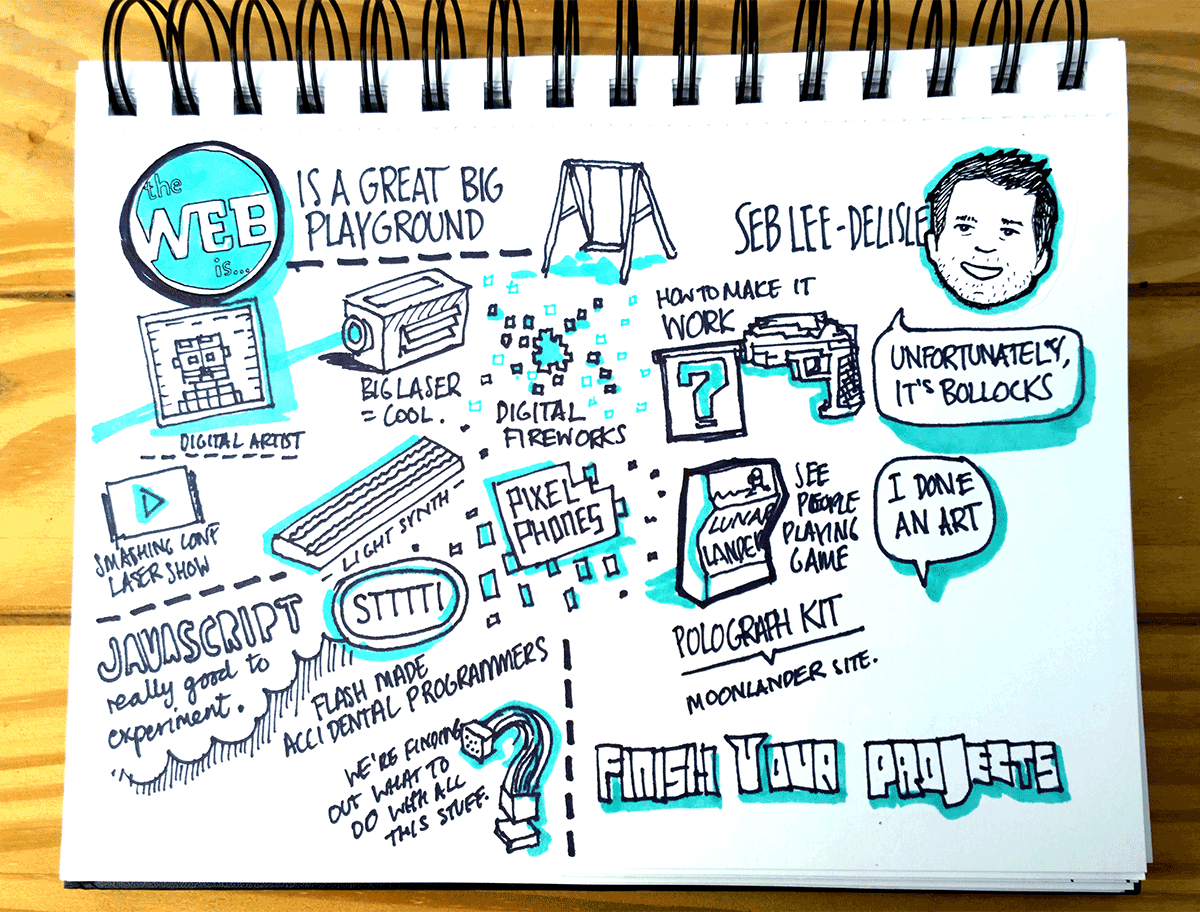 the
WEB
is...
IS A GREAT BIG
PLAYGROUND
SEB LEE-DELISLE
DIGITAL ARTIST
BIG LASER
= COOL.
DIGITAL
FIREWORKS
HOW TO MAKE IT
WORK
?
UNFORTUNATELY,
IT'S BOLLOCKS
SMASHING CONF
LASER SHOW
LIGHT SYNTH
PIXEL
PHONES
LUNAR
LANDER
SEE
PEOPLE
PLAYING
GAME
I DONE
AN ART
JAVASCRIPT
really good to
experiment.
STTTTI
FLASH MADE
ACCIDENTAL PROGRAMMERS
WE'RE FINDING
OUT WHAT TO
DO WITH ALL
THIS STUFF.
POLOGRAPH KIT
MOONLANDER SITE.
FINISH YOUR PROJECTS